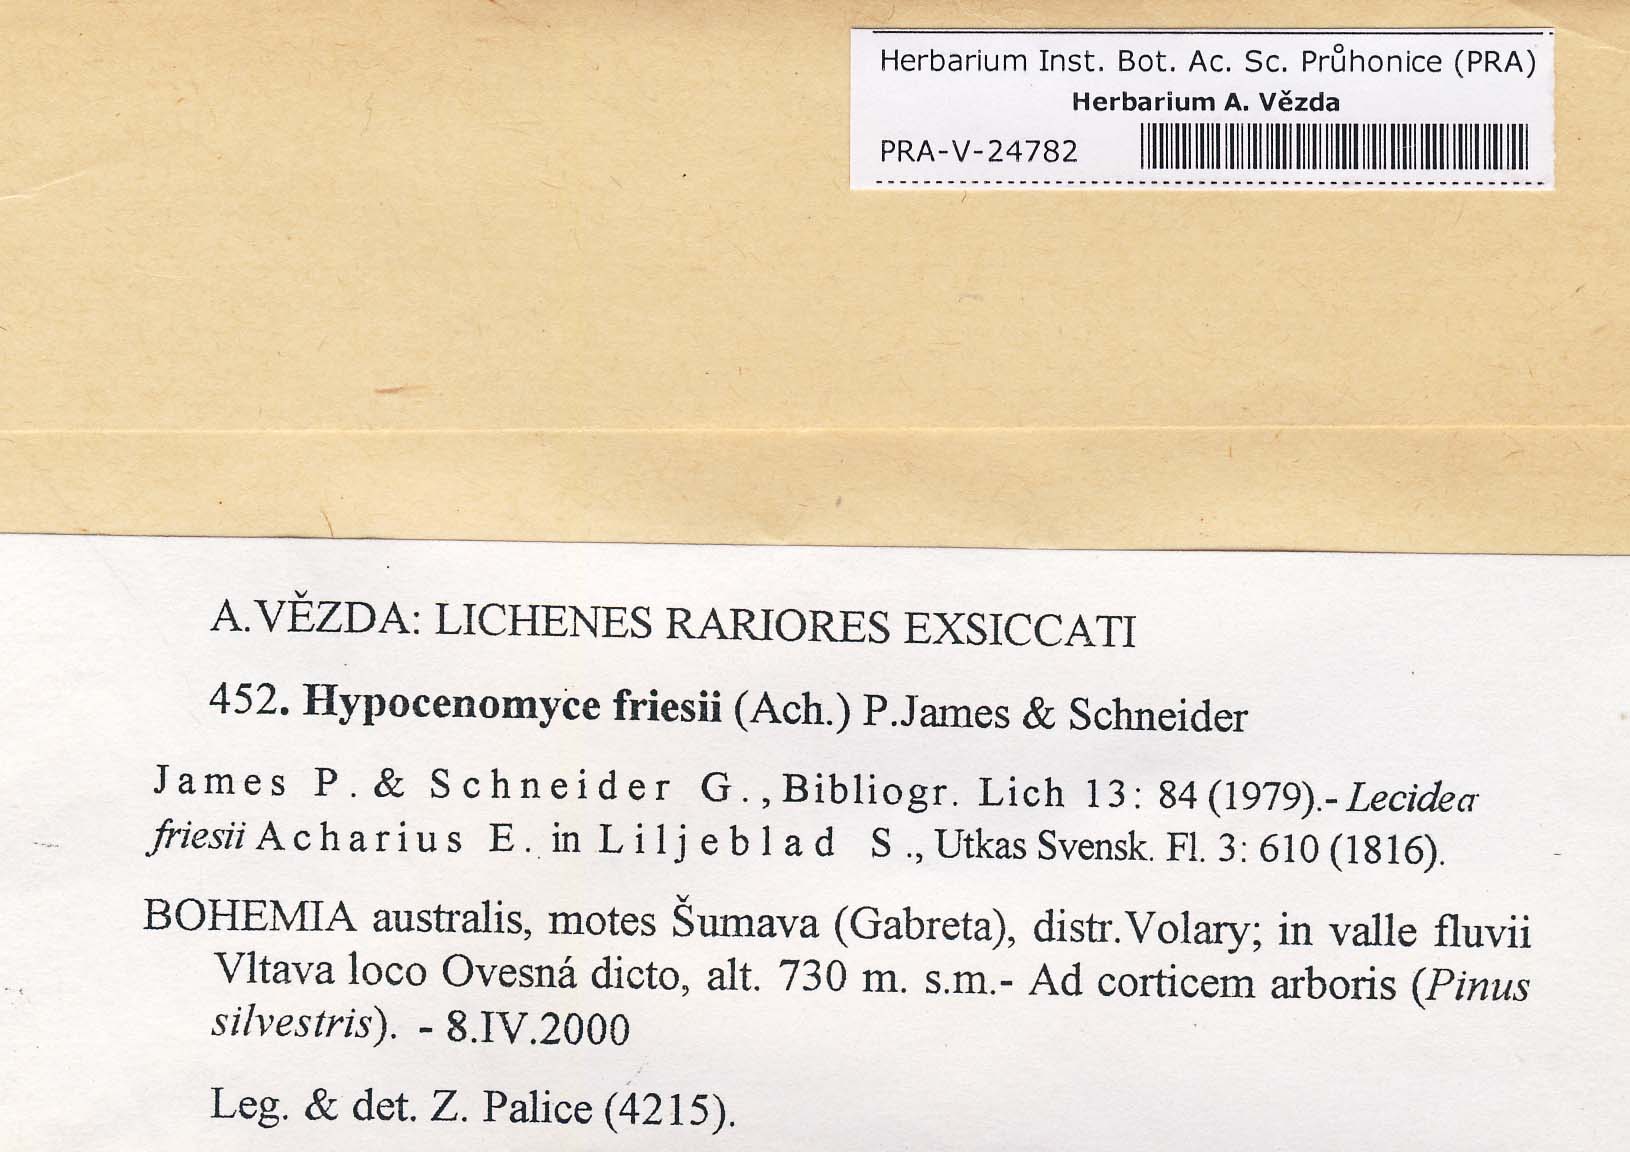 Herbarium Inst. Bot. Ac. Sc. Průhonice (PRA)
Herbarium A. Vězda
PRA-V-24782
A.VĚZDA: LICHENES RARIORES EXSICCATI
452. Hypocenomyce friesii (Ach.) P.James & Schneider
James P. & Schneider G., Bibliogr. Lich 13: 84 (1979).- Lecidea
friesii Acharius E. in Liljeblad S., Utkas Svensk. Fl. 3: 610 (1816).
BOHEMIA australis, motes Šumava (Gabreta), distr.Volary; in valle fluvii
Vltava loco Ovesná dicto, alt. 730 m. s.m.- Ad corticem arboris (Pinus
silvestris). - 8.IV.2000
Leg. & det. Z. Palice (4215).